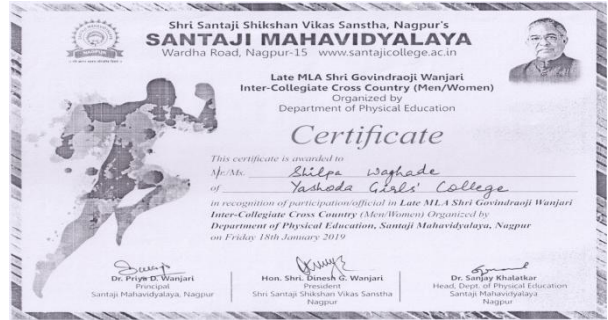 Shri Santaji Shikshan Vikas Sanstha, Nagpur's
SANTAJI MAHAVIDYALAYA
Wardha Road, Nagpur-15 www.santajicollege.ac.in
Late MLA Shri Govindraoji Wanjari
Inter-Collegiate Cross Country (Men/Women)
Organized by
Department of Physical Education
Certificate
This certificate is awarded to
Mr./Ms. Shilpa Waghade
of Yashoda Girls' College
in recognition of participation/official in Late MLA Shri Govindraoji Wanjari
Inter-Collegiate Cross Country (Men/Women) Organized by
Department of Physical Education, Santaji Mahavidyalaya, Nagpur
on Friday 18th January 2019
Dr. Priya D. Wanjari
Principal
Santaji Mahavidyalaya, Nagpur
Hon. Shri. Dinesh G. Wanjari
President
Shri Santaji Shikshan Vikas Sanstha
Nagpur
Dr. Sanjay Khalatkar
Head, Dept. of Physical Education
Santaji Mahavidyalaya
Nagpur